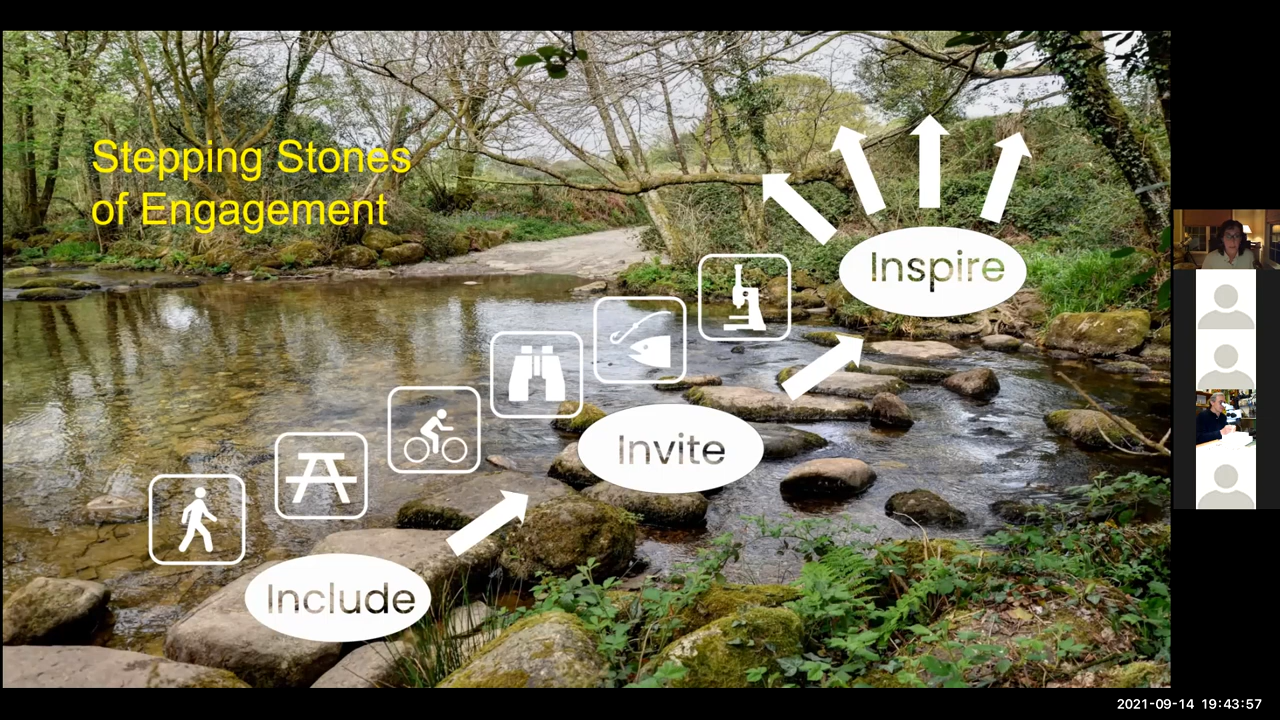 Stepping Stones
of Engagement
Inspire
Invite
Include
2021-09-14 19:43:57